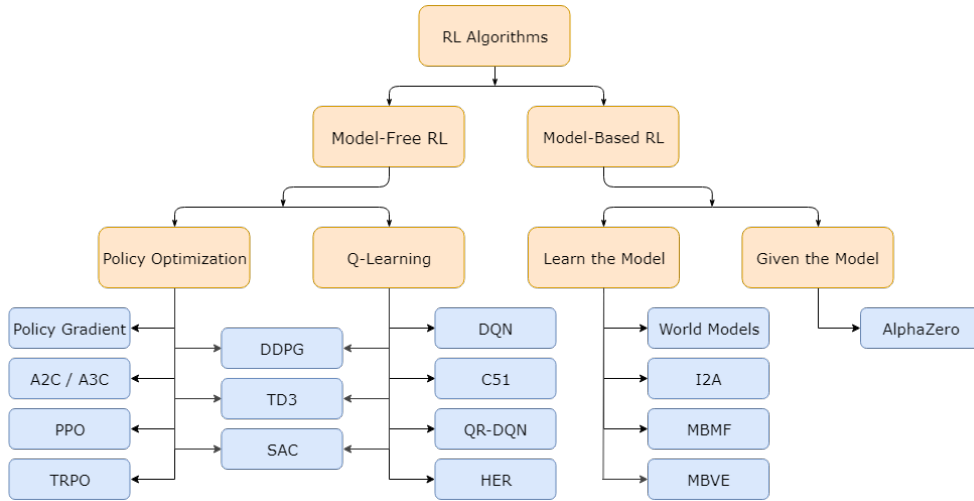 RL Algorithms
Model-Free RL
Model-Based RL
Policy Optimization
Q-Learning
Learn the Model
Given the Model
Policy Gradient
DQN
World Models
AlphaZero
DDPG
A2C / A3C
C51
I2A
TD3
PPO
QR-DQN
MBMF
SAC
TRPO
HER
MBVE